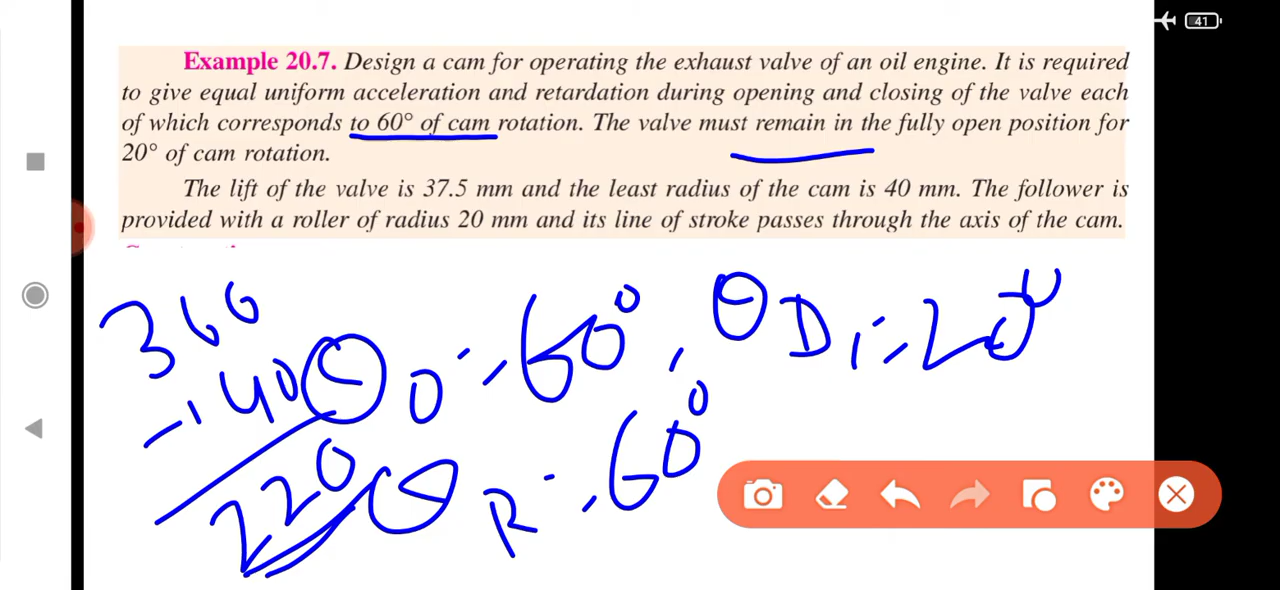 41
Example 20.7. Design a cam for operating the exhaust valve of an oil engine. It is required
to give equal uniform acceleration and retardation during opening and closing of the valve each
of which corresponds to 60° of cam rotation. The valve must remain in the fully open position for
20° of cam rotation.
The lift of the valve is 37.5 mm and the least radius of the cam is 40 mm. The follower is
provided with a roller of radius 20 mm and its line of stroke passes through the axis of the cam.
360
-140
220
θ0 = 60°, θD1 = 20°
θR = 60°